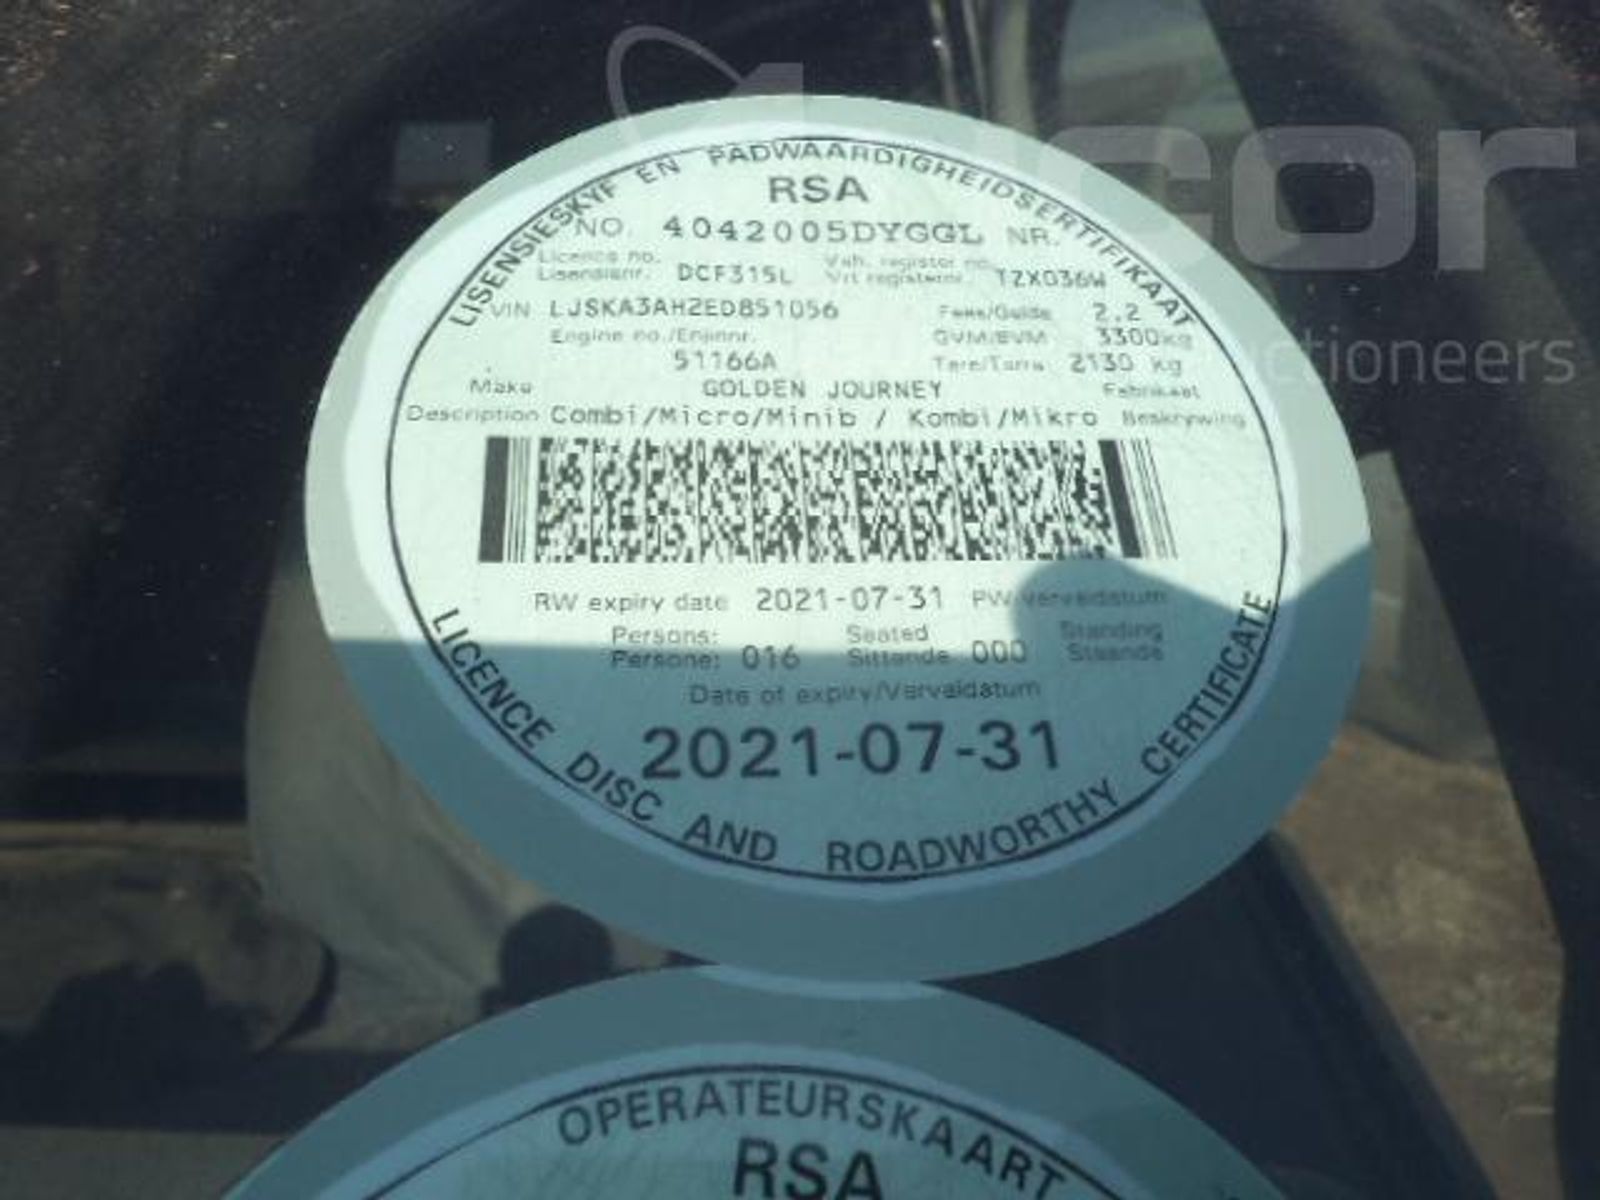 LISENSIESKYF EN PADWAARDIGHEIDSERTIFIKAAT
RSA
NO. 4042005DYGGL NR.
Licence no. Veh. register no.
Lisensienr. DCF315L Vrt registernr. TZX036W
VIN LJSKA3AH2ED851056 Fees/Gelde 2.2
Engine no./Enjinnr. GVM/BVM 3300kg
51166A Tare/Tarra 2130 kg
Make GOLDEN JOURNEY Fabrikaat
Description Combi/Micro/Minib / Kombi/Mikro Beskrywing
RW expiry date 2021-07-31 PW vervaldatum
Persons: Seated Standing
Persone: 016 Sittende 000 Staande
Date of expiry/Vervaldatum
2021-07-31
LICENCE DISC AND ROADWORTHY CERTIFICATE
OPERATEURSKAART
RSA